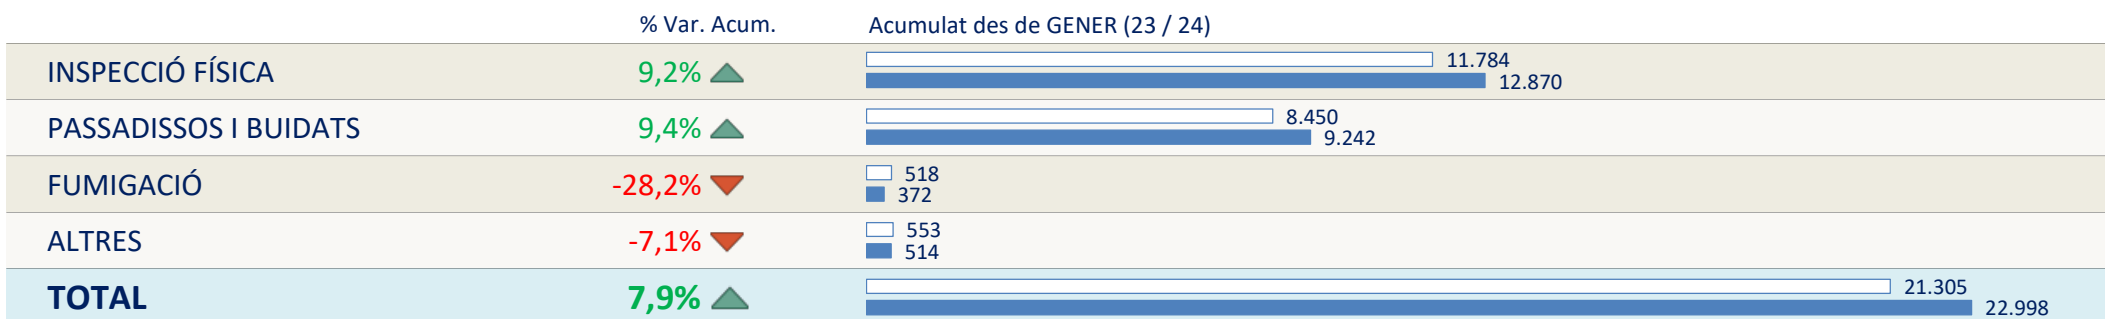 % Var. Acum. Acumulat des de GENER (23 / 24)
INSPECCIÓ FÍSICA 9,2% 11.784
12.870
PASSADISSOS I BUIDATS 9,4% 8.450
9.242
FUMIGACIÓ -28,2% 518
372
ALTRES -7,1% 553
514
TOTAL 7,9% 21.305
22.998